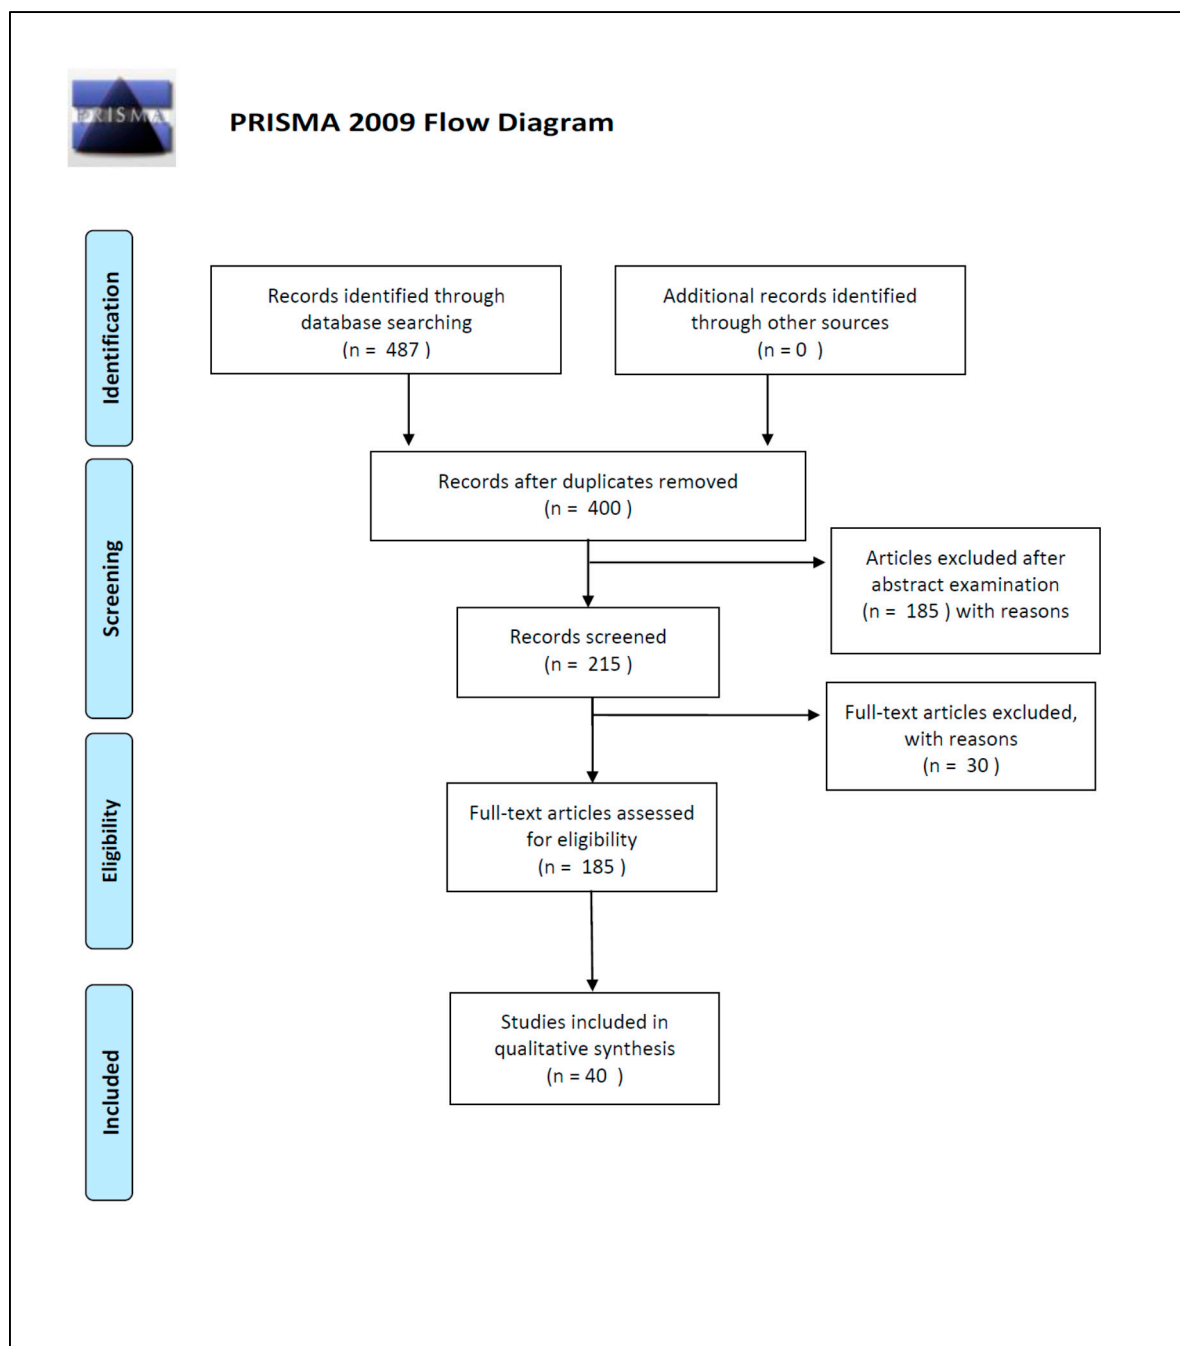 PRISMA
PRISMA 2009 Flow Diagram
Identification
Records identified through
database searching
(n = 487 )
Additional records identified
through other sources
(n = 0 )
Screening
Records after duplicates removed
(n = 400 )
Articles excluded after
abstract examination
(n = 185 ) with reasons
Records screened
(n = 215 )
Full-text articles excluded,
with reasons
(n = 30 )
Eligibility
Full-text articles assessed
for eligibility
(n = 185 )
Included
Studies included in
qualitative synthesis
(n = 40 )